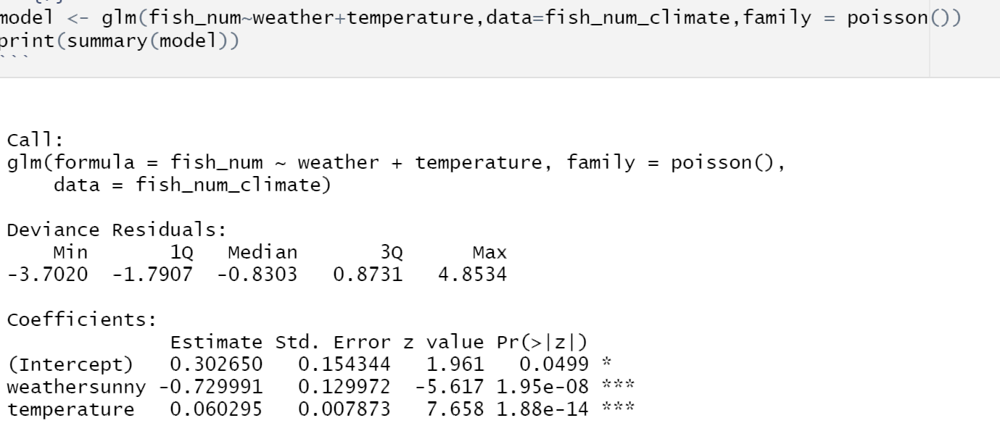 model <- glm(fish_num~weather+temperature,data=fish_num_climate,family = poisson())
print(summary(model))
```
Call:
glm(formula = fish_num ~ weather + temperature, family = poisson(),
    data = fish_num_climate)
Deviance Residuals:
    Min       1Q   Median       3Q      Max
-3.7020  -1.7907  -0.8303   0.8731   4.8534
Coefficients:
              Estimate Std. Error z value Pr(>|z|)
(Intercept)   0.302650   0.154344   1.961   0.0499 *
weathersunny -0.729991   0.129972  -5.617 1.95e-08 ***
temperature   0.060295   0.007873   7.658 1.88e-14 ***